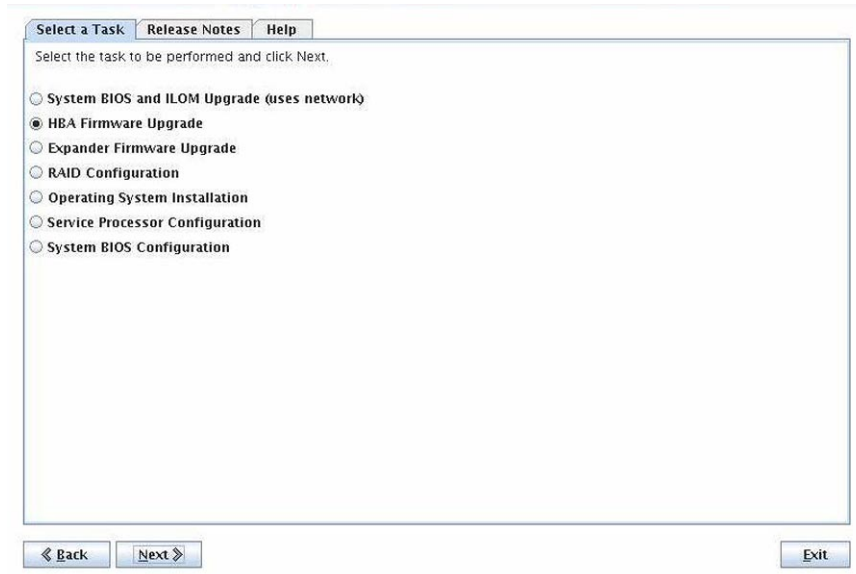 Select a Task Release Notes Help
Select the task to be performed and click Next.
System BIOS and ILOM Upgrade (uses network)
HBA Firmware Upgrade
Expander Firmware Upgrade
RAID Configuration
Operating System Installation
Service Processor Configuration
System BIOS Configuration
Back Next Exit